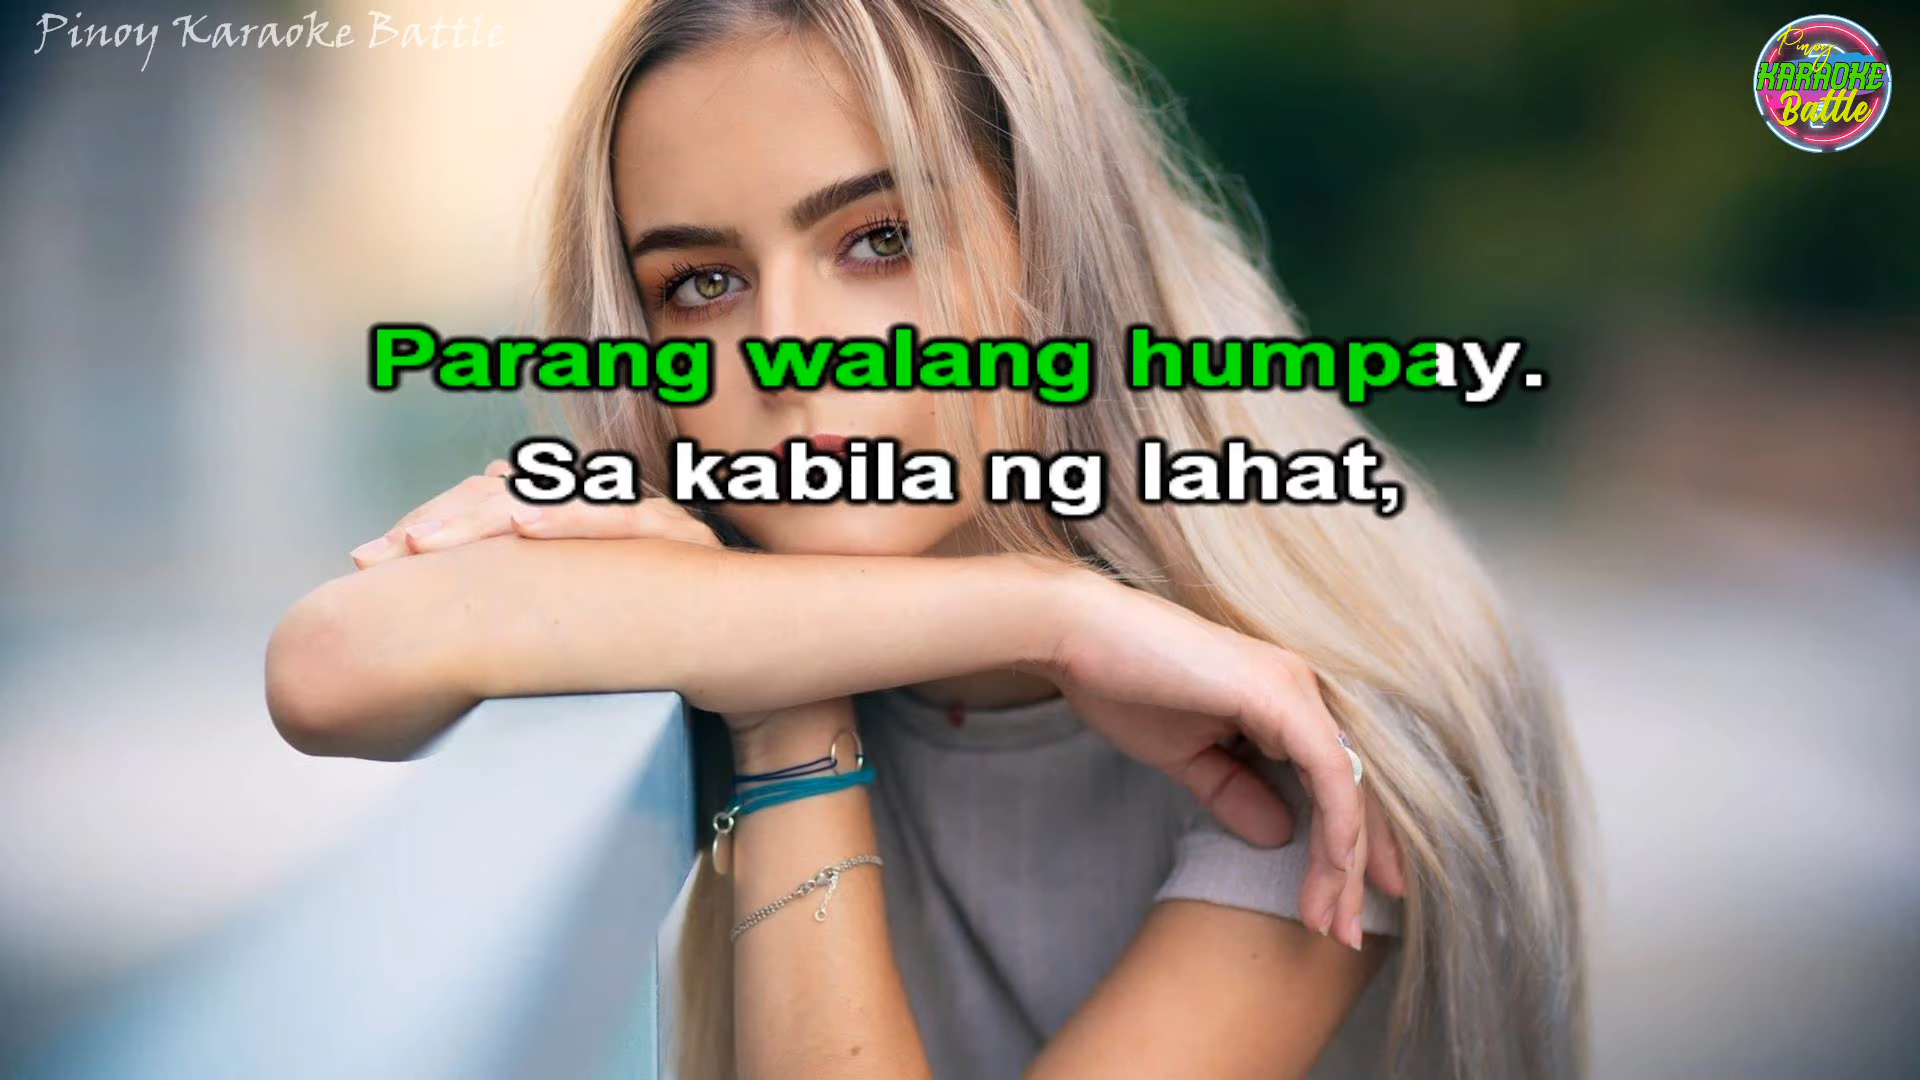 Pinoy Karaoke Battle
Pinoy
KARAOKE
Battle
Parang walang humpay.
Sa kabila ng lahat,